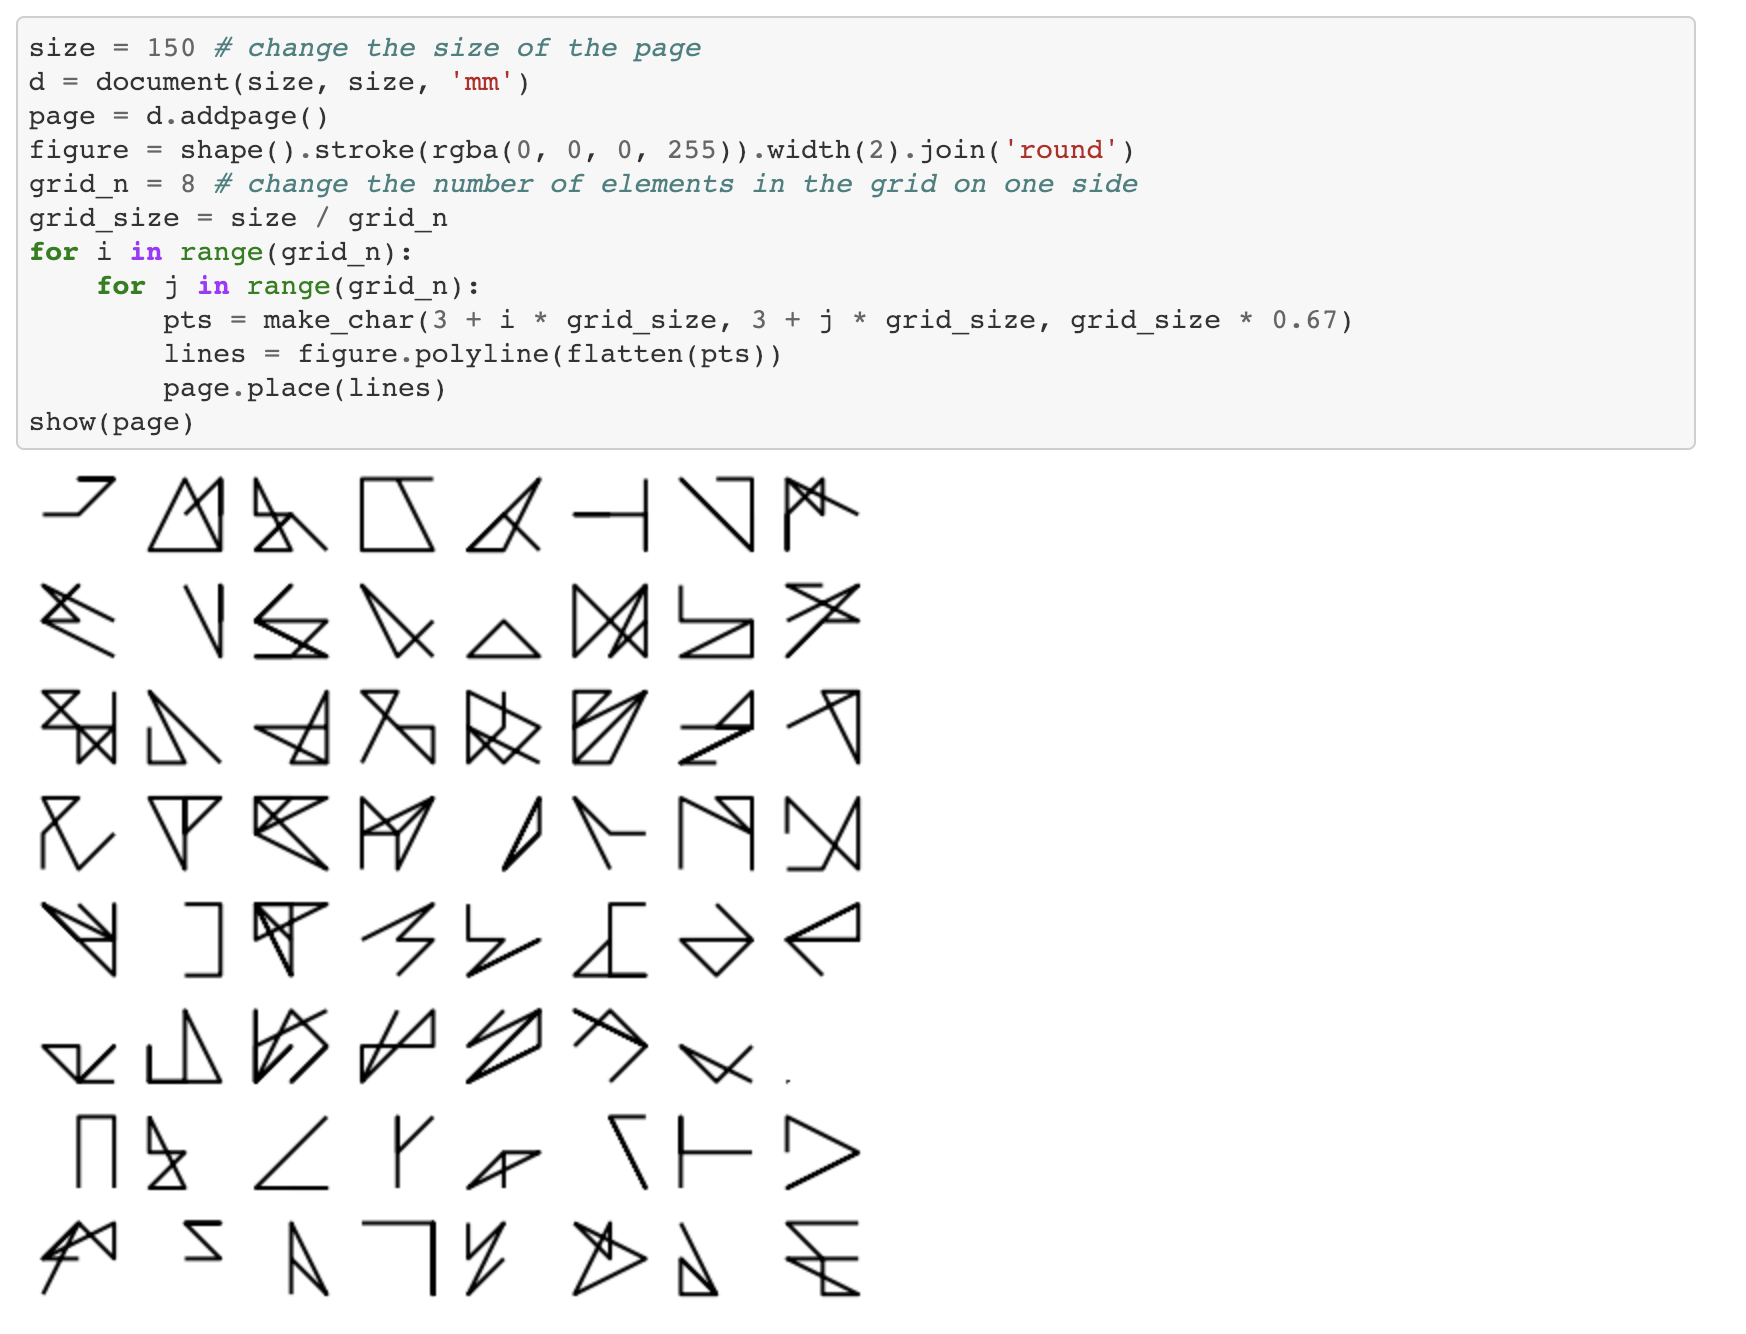 size = 150 # change the size of the page
d = document(size, size, 'mm')
page = d.addpage()
figure = shape().stroke(rgba(0, 0, 0, 255)).width(2).join('round')
grid_n = 8 # change the number of elements in the grid on one side
grid_size = size / grid_n
for i in range(grid_n):
    for j in range(grid_n):
        pts = make_char(3 + i * grid_size, 3 + j * grid_size, grid_size * 0.67)
        lines = figure.polyline(flatten(pts))
        page.place(lines)
show(page)